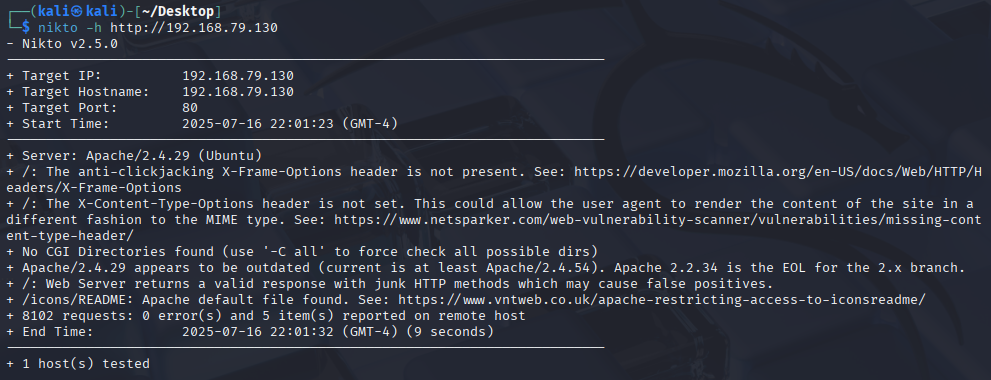 ┌──(kali㉿kali)-[~/Desktop]
└─$ nikto -h http://192.168.79.130
- Nikto v2.5.0
---------------------------------------------------------------------------
+ Target IP:          192.168.79.130
+ Target Hostname:    192.168.79.130
+ Target Port:        80
+ Start Time:         2025-07-16 22:01:23 (GMT-4)
---------------------------------------------------------------------------
+ Server: Apache/2.4.29 (Ubuntu)
+ /: The anti-clickjacking X-Frame-Options header is not present. See: https://developer.mozilla.org/en-US/docs/Web/HTTP/H
eaders/X-Frame-Options
+ /: The X-Content-Type-Options header is not set. This could allow the user agent to render the content of the site in a
different fashion to the MIME type. See: https://www.netsparker.com/web-vulnerability-scanner/vulnerabilities/missing-cont
ent-type-header/
+ No CGI Directories found (use '-C all' to force check all possible dirs)
+ Apache/2.4.29 appears to be outdated (current is at least Apache/2.4.54). Apache 2.2.34 is the EOL for the 2.x branch.
+ /: Web Server returns a valid response with junk HTTP methods which may cause false positives.
+ /icons/README: Apache default file found. See: https://www.vntweb.co.uk/apache-restricting-access-to-iconsreadme/
+ 8102 requests: 0 error(s) and 5 item(s) reported on remote host
+ End Time:           2025-07-16 22:01:32 (GMT-4) (9 seconds)
---------------------------------------------------------------------------
+ 1 host(s) tested